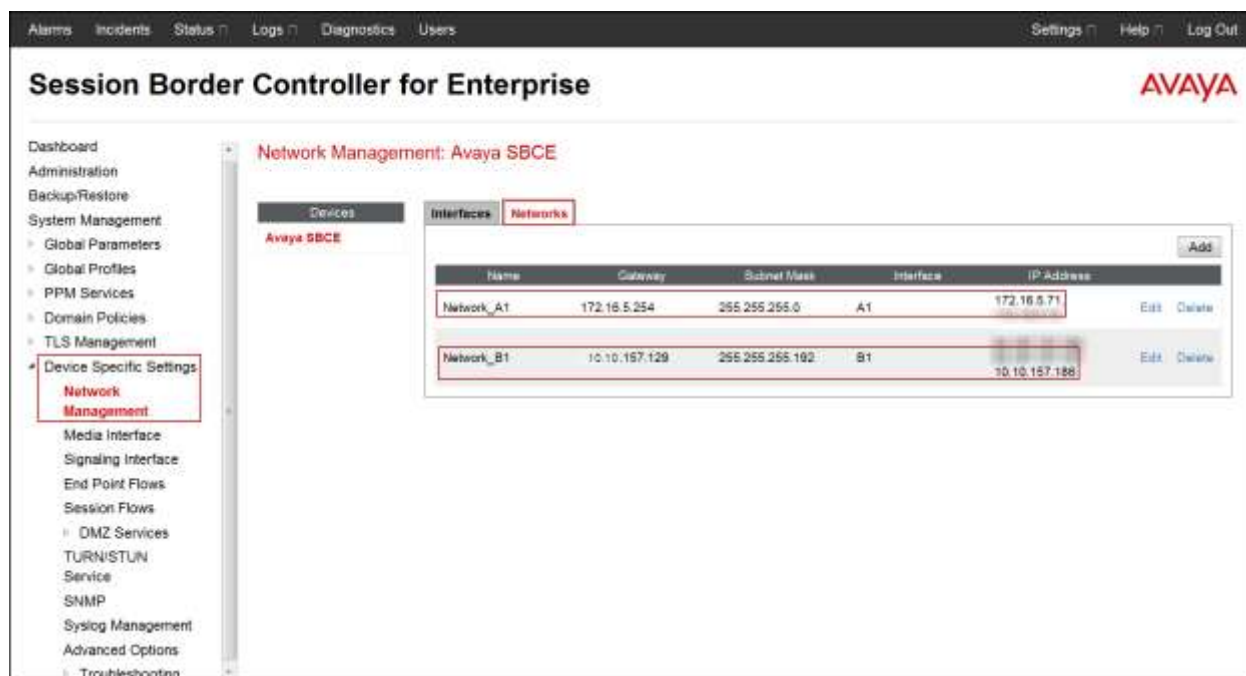 Alarms Incidents Status Logs Diagnostics Users Settings Help Log Out
Session Border Controller for Enterprise
AVAYA
Dashboard
Administration
Backup/Restore
System Management
Global Parameters
Global Profiles
PPM Services
Domain Policies
TLS Management
Device Specific Settings
Network
Management
Media Interface
Signaling Interface
End Point Flows
Session Flows
DMZ Services
TURN/STUN
Service
SNMP
Syslog Management
Advanced Options
Troubleshooting
Network Management: Avaya SBCE
Devices
Avaya SBCE
Interfaces Networks
Add
Name Gateway Subnet Mask Interface IP Address
Network_A1 172.16.5.254 255.255.255.0 A1 172.16.5.71, Edit Delete
Network_B1 10.10.157.129 255.255.255.192 B1 Edit Delete
10.10.157.186